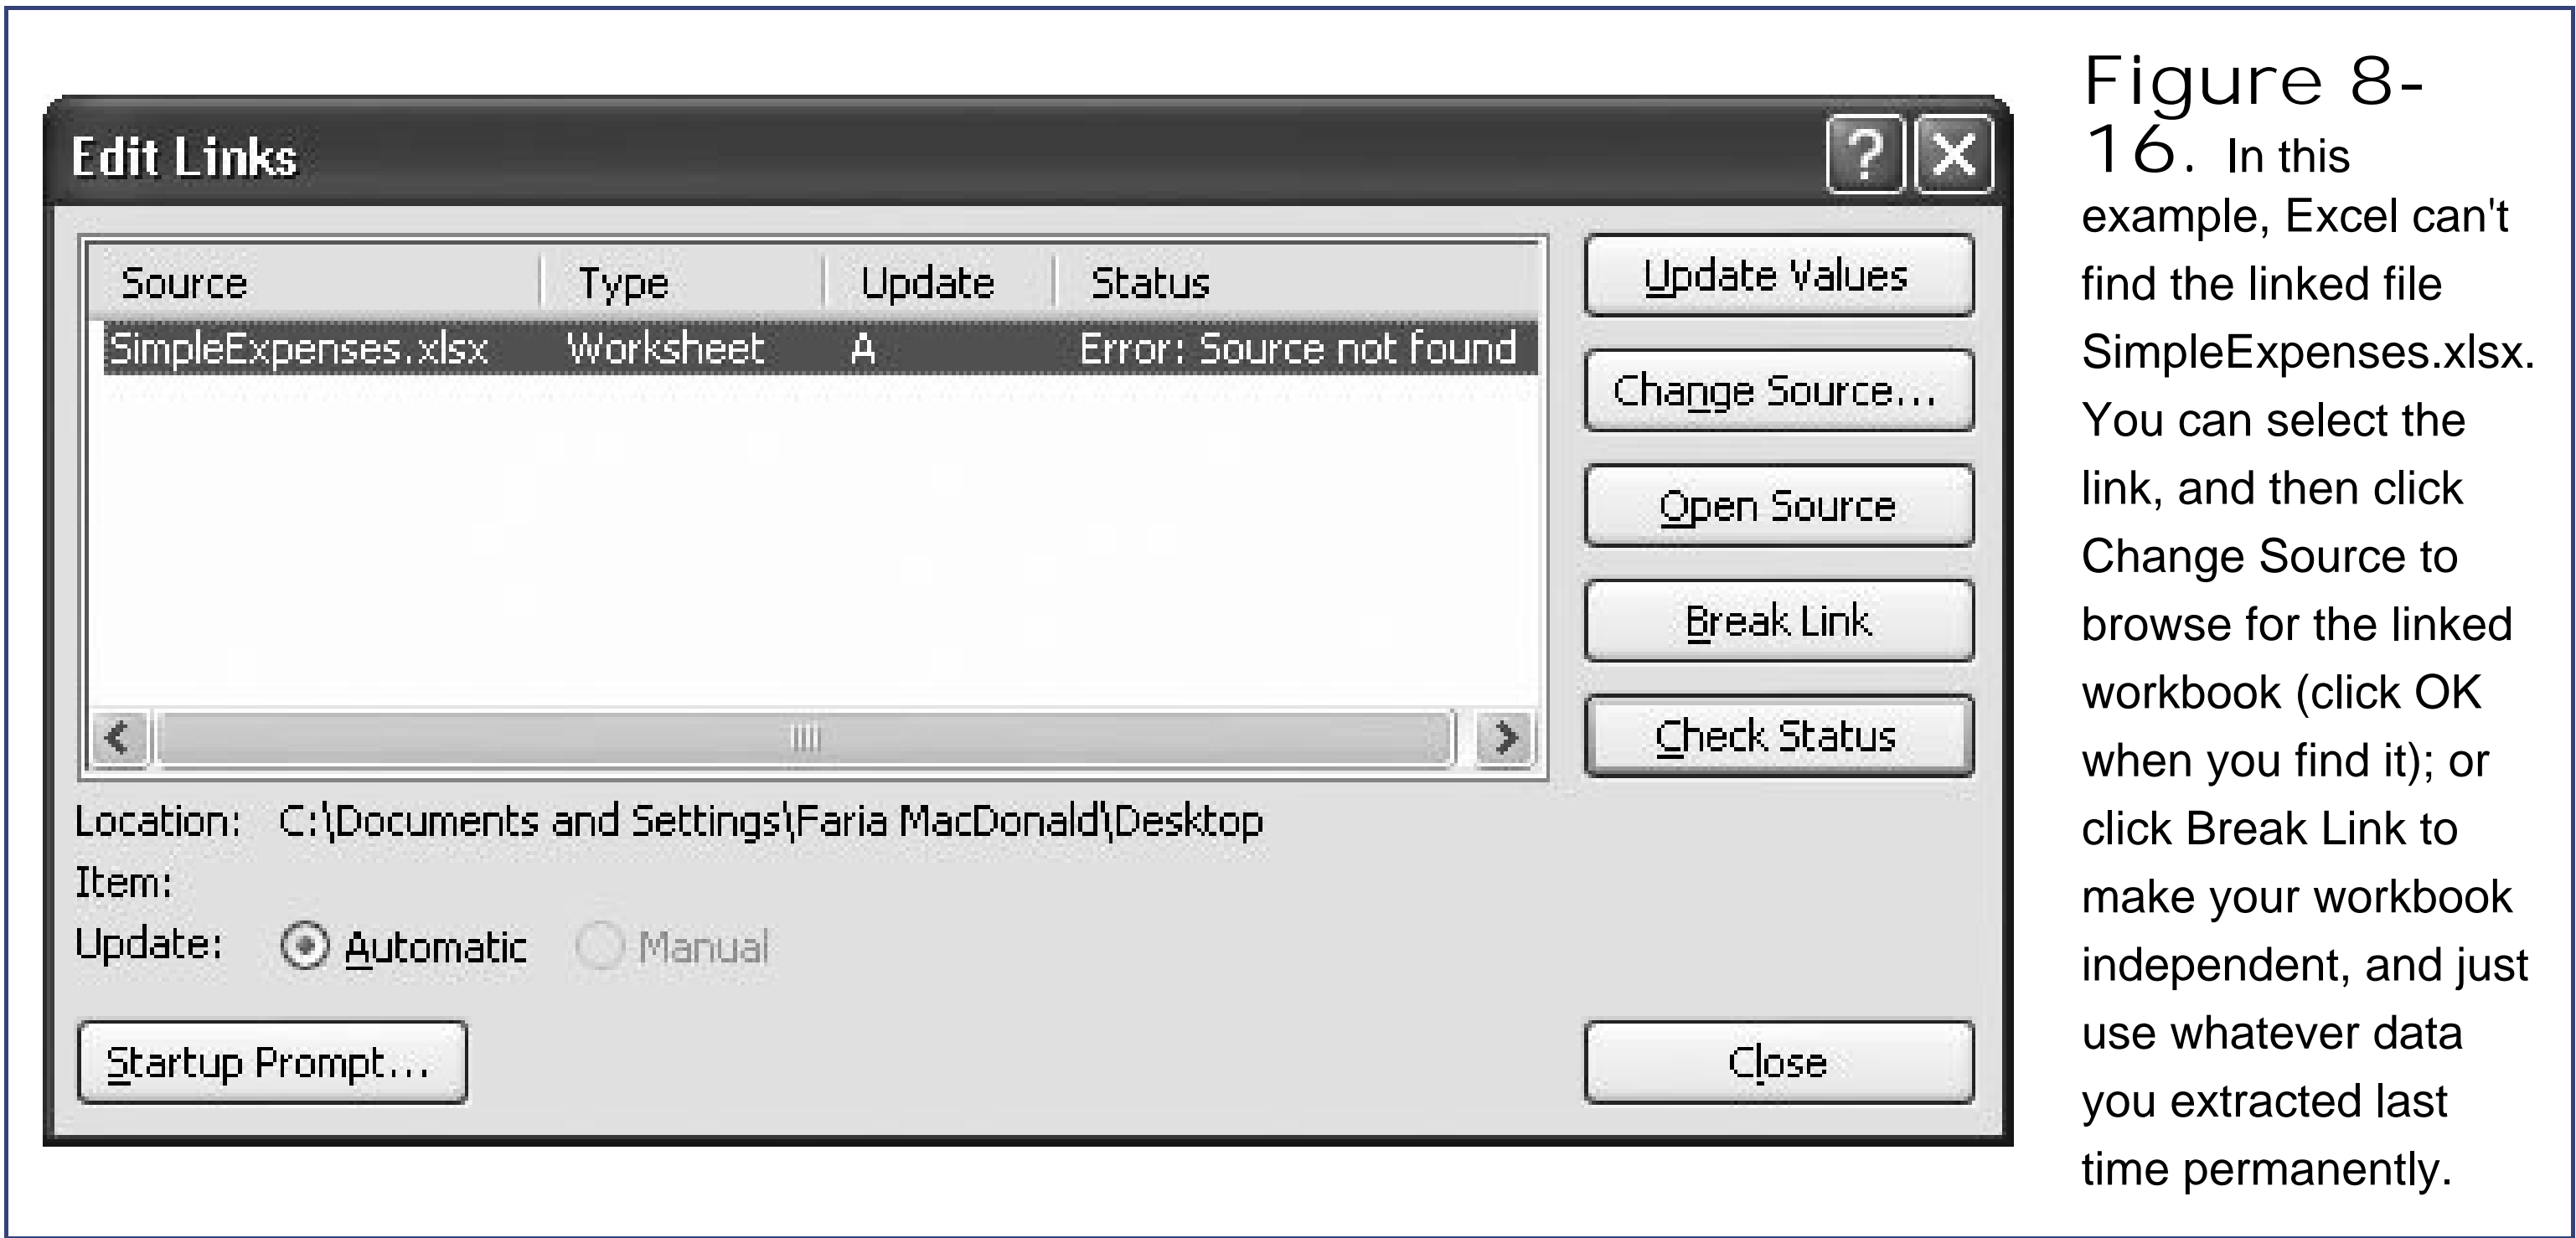 Edit Links
Source Type Update Status
SimpleExpenses.xlsx Worksheet A Error: Source not found
Update Values
Change Source...
Open Source
Break Link
Check Status
Location: C:\Documents and Settings\Faria MacDonald\Desktop
Item:
Update: Automatic Manual
Startup Prompt... Close
Figure 8-
16. In this
example, Excel can't
find the linked file
SimpleExpenses.xlsx.
You can select the
link, and then click
Change Source to
browse for the linked
workbook (click OK
when you find it); or
click Break Link to
make your workbook
independent, and just
use whatever data
you extracted last
time permanently.